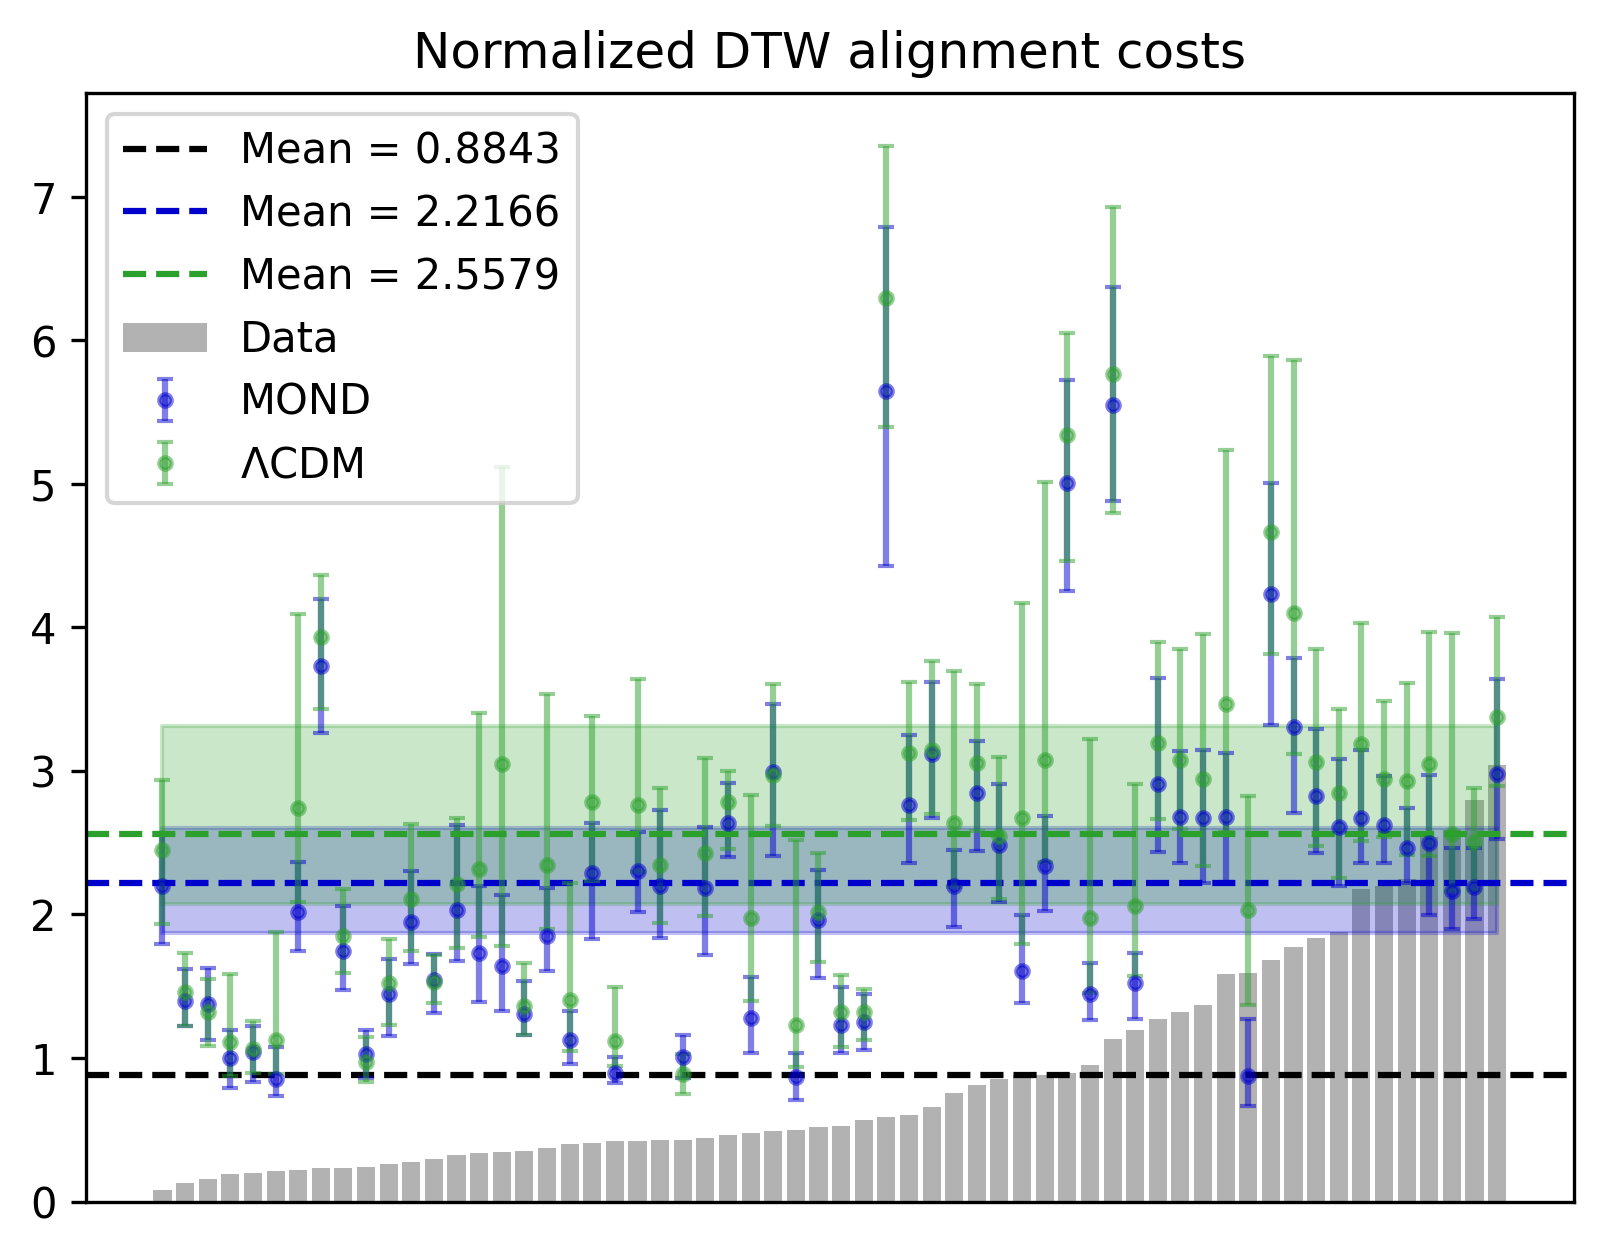 Normalized DTW alignment costs
Mean = 0.8843
Mean = 2.2166
Mean = 2.5579
Data
MOND
ΛCDM
7
6
5
4
3
2
1
0